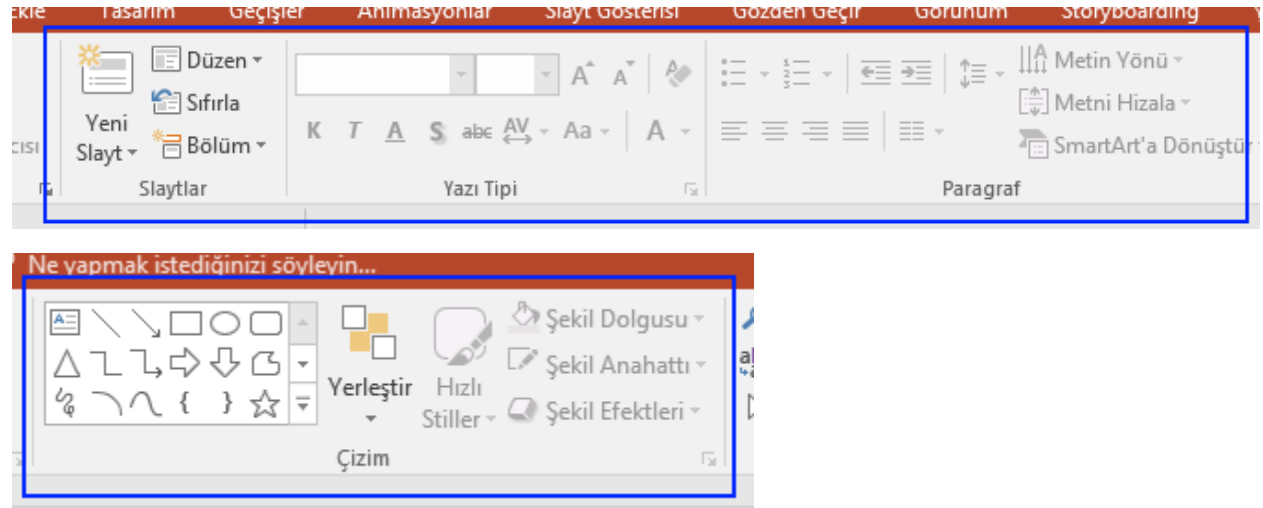 Ekle Tasarım Geçişler Animasyonlar Slayt Gösterisi Gözden Geçir Görünüm Storyboarding
Düzen
Sıfırla
Bölüm
Yeni
Slayt
Slaytlar
K T A S abc AV Aa A
A A
Yazı Tipi
Metin Yönü
Metni Hizala
SmartArt'a Dönüştür
Paragraf
Ne yapmak istediğinizi söyleyin...
Yerleştir
Hızlı
Stiller
Şekil Dolgusu
Şekil Anahattı
Şekil Efektleri
Çizim